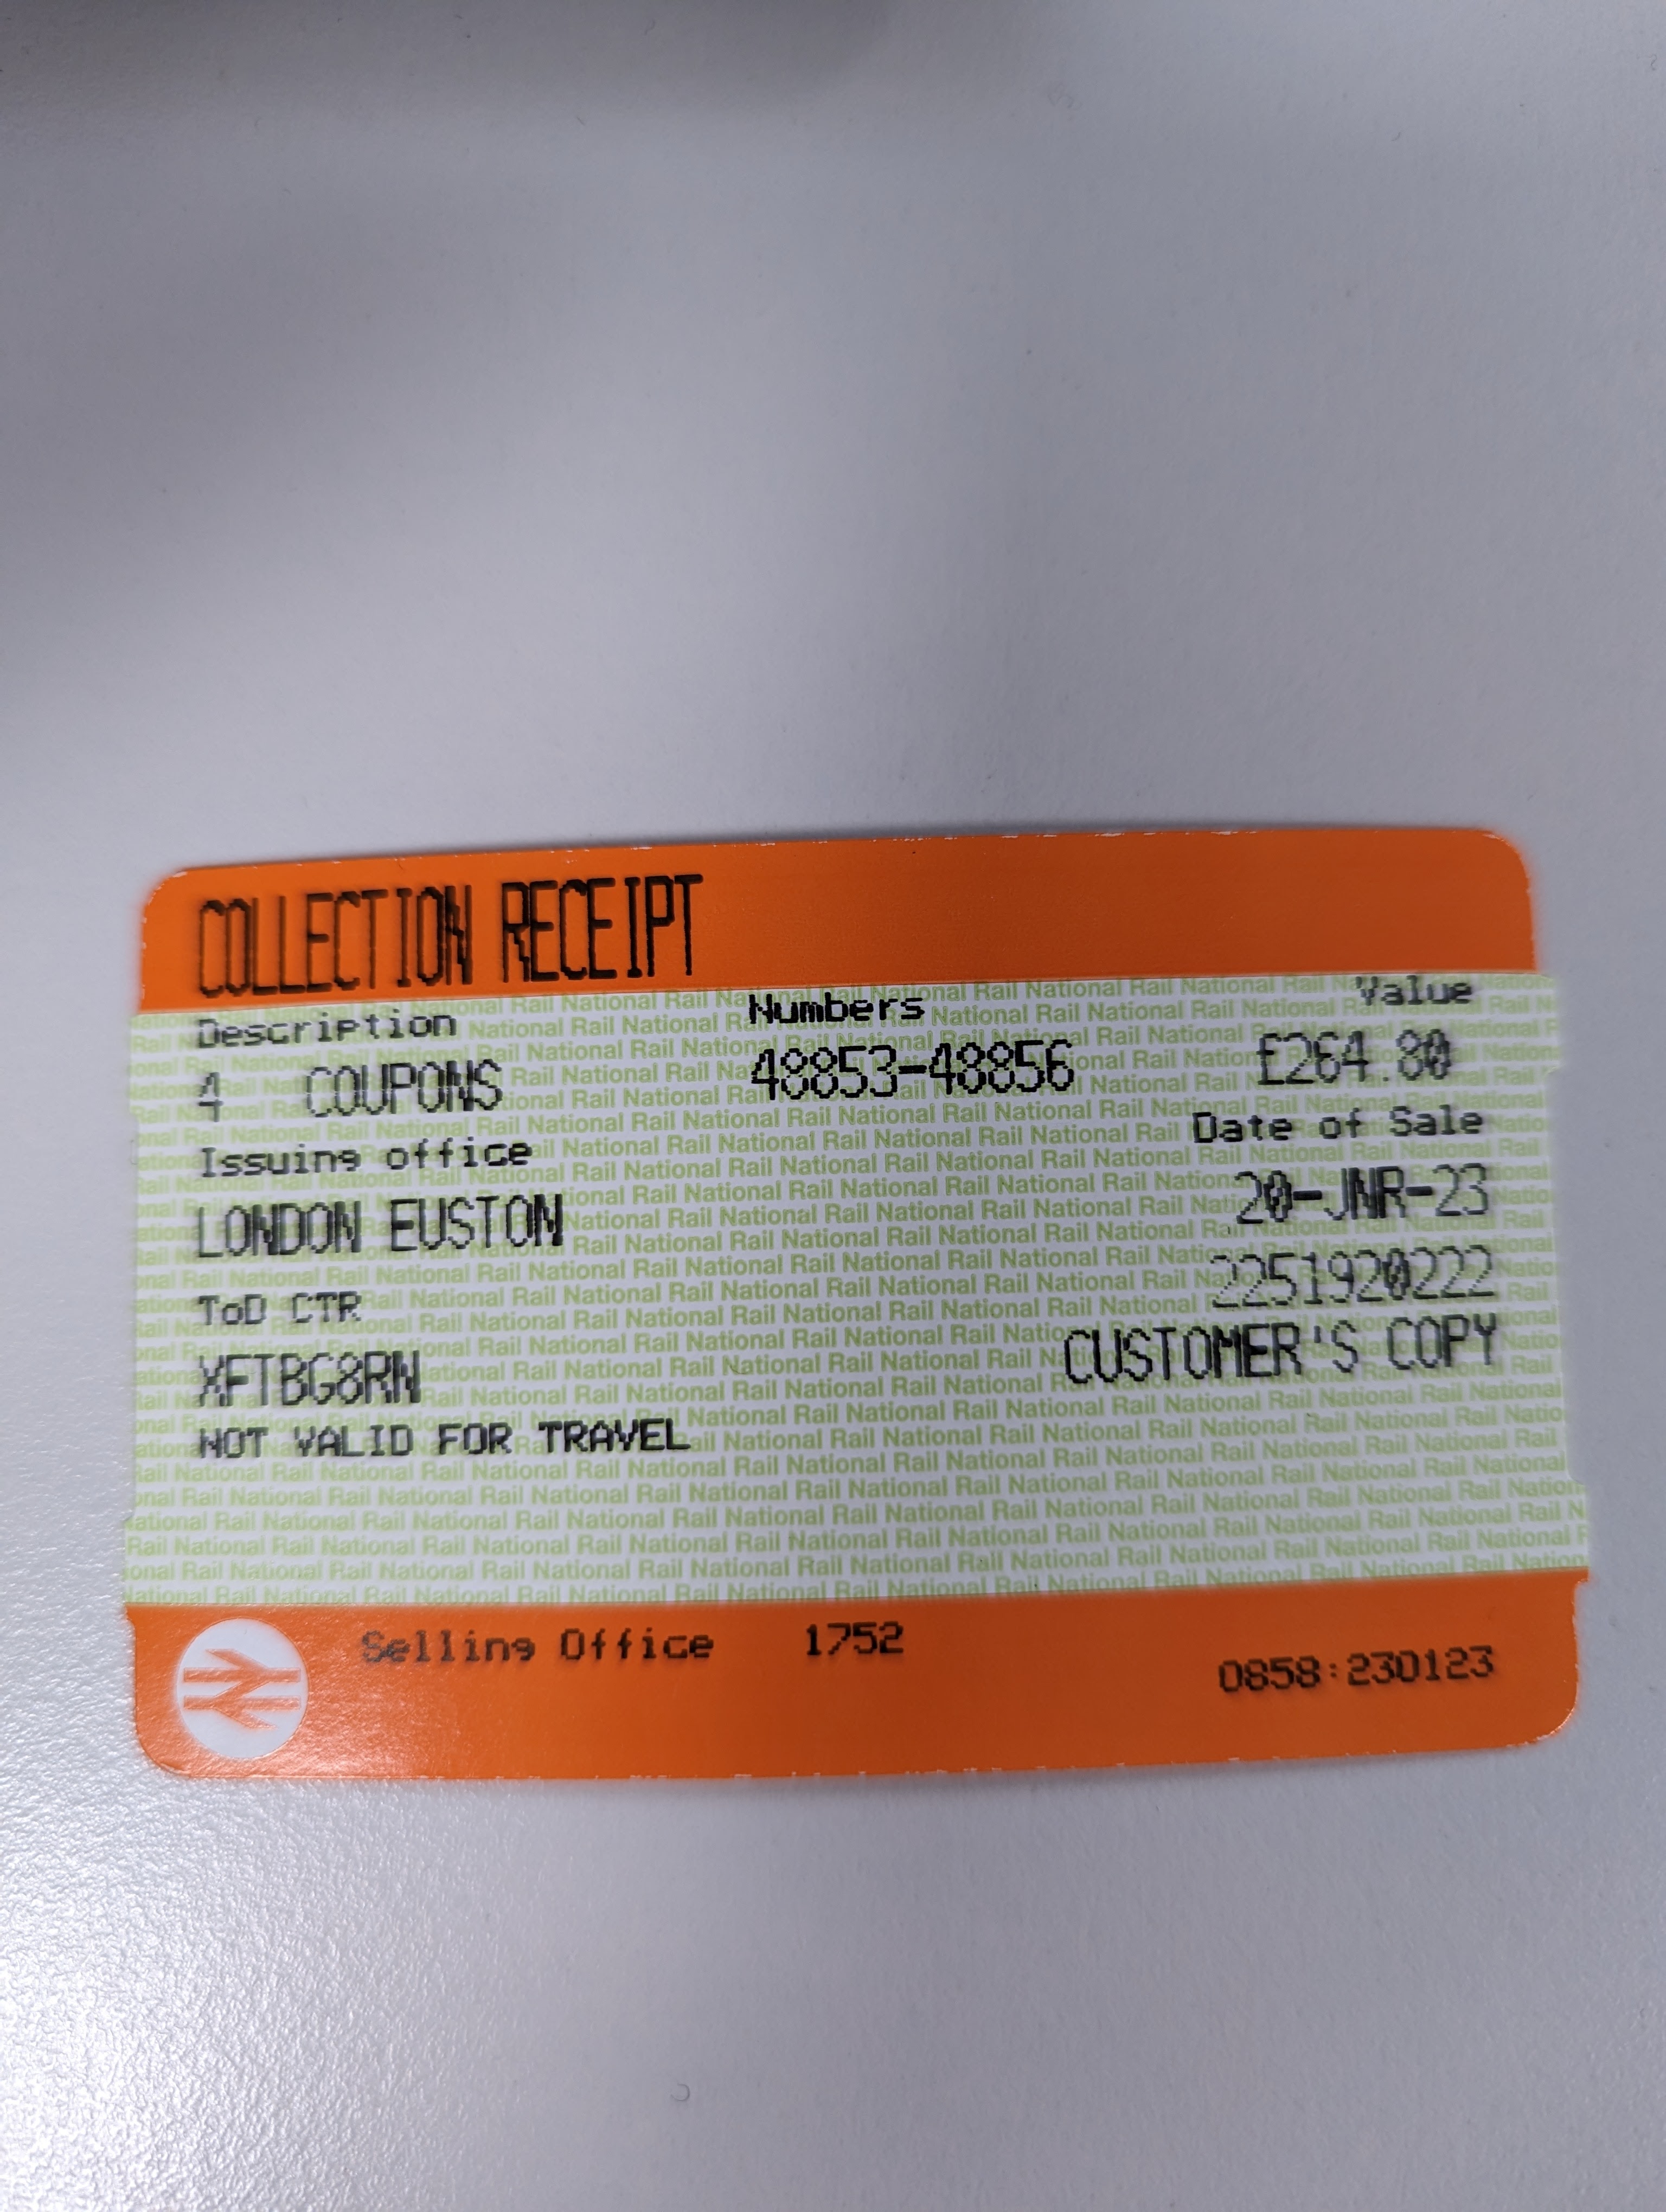 COLLECTION RECEIPT
Description Numbers Value
4 COUPONS 48853-48856 £264.80
Issuing office Date of Sale
LONDON EUSTON 20-JNR-23
ToD CTR 2251920222
XFTBG8RN CUSTOMER'S COPY
NOT VALID FOR TRAVEL
Selling Office 1752 0858:230123